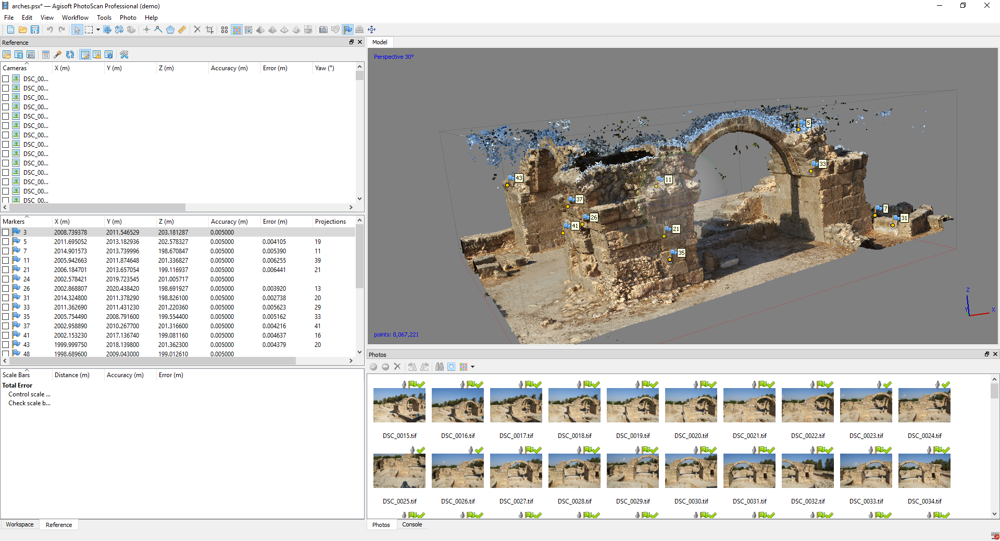 arches.psx* — Agisoft PhotoScan Professional (demo)
File Edit View Workflow Tools Photo Help
Reference
Cameras X (m) Y (m) Z (m) Accuracy (m) Error (m) Yaw (°)
DSC_00...
DSC_00...
DSC_00...
DSC_00...
DSC_00...
DSC_00...
DSC_00...
DSC_00...
DSC_00...
DSC_00...
DSC_00...
DSC_00...
DSC_00...
DSC_00...
Markers X (m) Y (m) Z (m) Accuracy (m) Error (m) Projections
3 2008.739378 2011.546529 203.181287 0.005000
5 2011.695052 2013.182936 202.578327 0.005000 0.004105 19
7 2014.901573 2013.739996 198.670847 0.005000 0.005390 11
11 2005.942663 2011.874648 201.336827 0.005000 0.006255 39
21 2006.184701 2013.657054 199.116937 0.005000 0.006441 21
24 2002.578421 2019.723545 201.005717 0.005000
26 2002.868807 2020.438420 198.691927 0.005000 0.003920 13
31 2014.324800 2011.378290 198.826100 0.005000 0.002738 20
33 2011.362690 2011.431230 201.220360 0.005000 0.005623 29
35 2005.754490 2008.791600 199.554400 0.005000 0.005162 33
37 2002.958890 2010.267700 201.316600 0.005000 0.004216 41
41 2002.153230 2017.136740 199.081160 0.005000 0.004637 16
43 1999.999750 2018.139800 201.362300 0.005000 0.004379 20
48 1998.689600 2009.043000 199.012610 0.005000
Scale Bars Distance (m) Accuracy (m) Error (m)
Total Error
Control scale ...
Check scale b...
Workspace Reference
Model
Perspective 30°
5
33
43
11
37
7
26
31
41
21
35
Z
Y X
points: 8,067,221
Photos
DSC_0015.tif DSC_0016.tif DSC_0017.tif DSC_0018.tif DSC_0019.tif DSC_0020.tif DSC_0021.tif DSC_0022.tif DSC_0023.tif DSC_0024.tif
DSC_0025.tif DSC_0026.tif DSC_0027.tif DSC_0028.tif DSC_0029.tif DSC_0030.tif DSC_0031.tif DSC_0032.tif DSC_0033.tif DSC_0034.tif
Photos Console